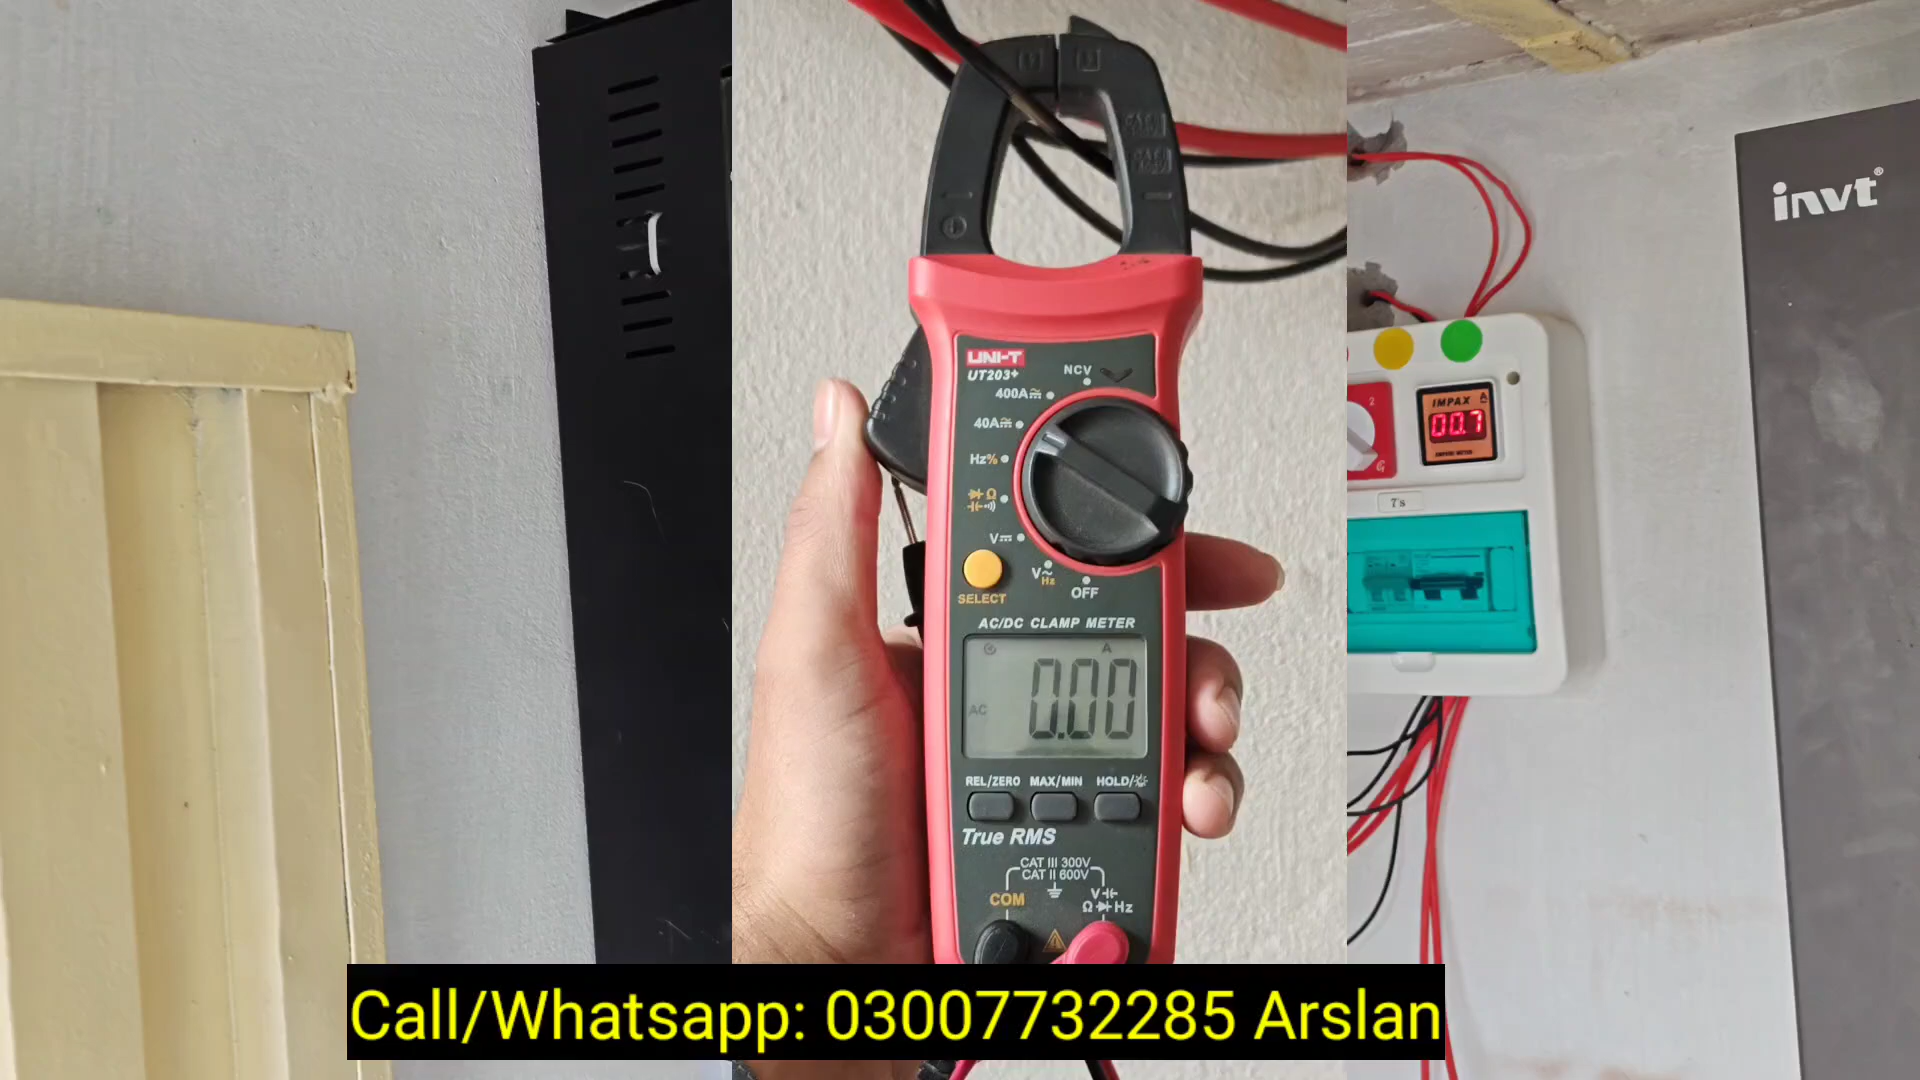 UNI-T
UT203+
NCV
400A
40A
Hz%
Ω
V
V~
Hz
OFF
SELECT
AC/DC CLAMP METER
A
AC
0.00
REL/ZERO MAX/MIN HOLD/
True RMS
CAT III 300V
CAT II 600V
COM
V
Ω Hz
invt®
2
IMPAX A
00.7
7's
Call/Whatsapp: 03007732285 Arslan